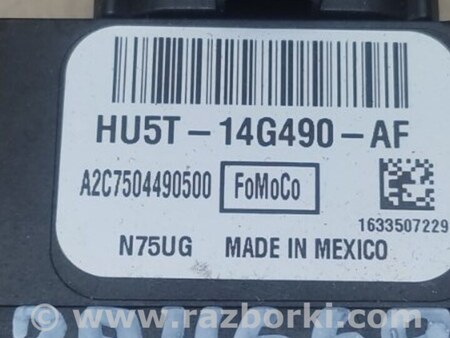 HU5T-14G490-AF
A2C7504490500 FoMoCo
1633507229
N75UG MADE IN MEXICO
© www.razborki.com